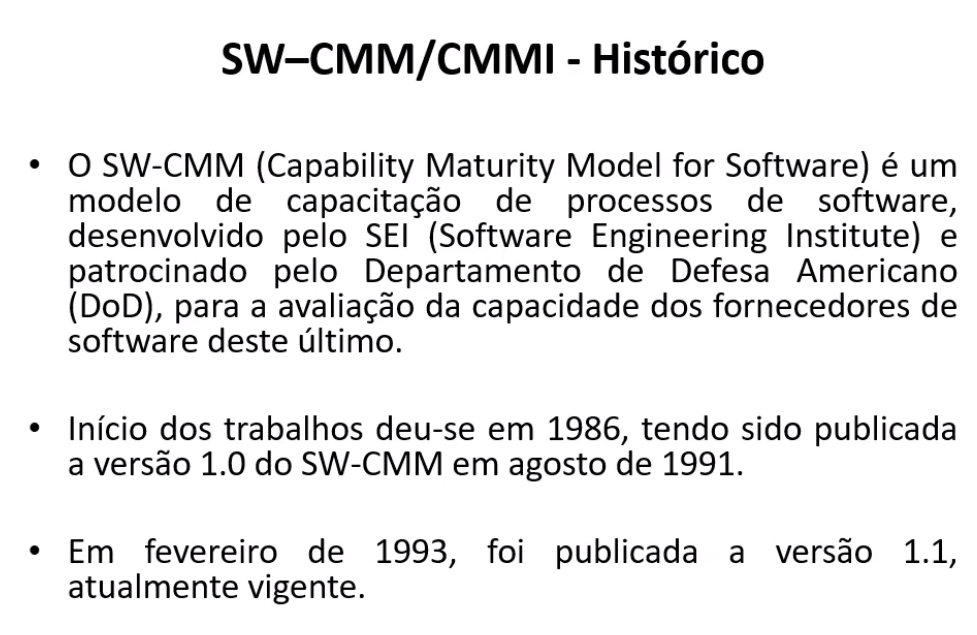 SW–CMM/CMMI - Histórico
• O SW-CMM (Capability Maturity Model for Software) é um
modelo de capacitação de processos de software,
desenvolvido pelo SEI (Software Engineering Institute) e
patrocinado pelo Departamento de Defesa Americano
(DoD), para a avaliação da capacidade dos fornecedores de
software deste último.
• Início dos trabalhos deu-se em 1986, tendo sido publicada
a versão 1.0 do SW-CMM em agosto de 1991.
• Em fevereiro de 1993, foi publicada a versão 1.1,
atualmente vigente.